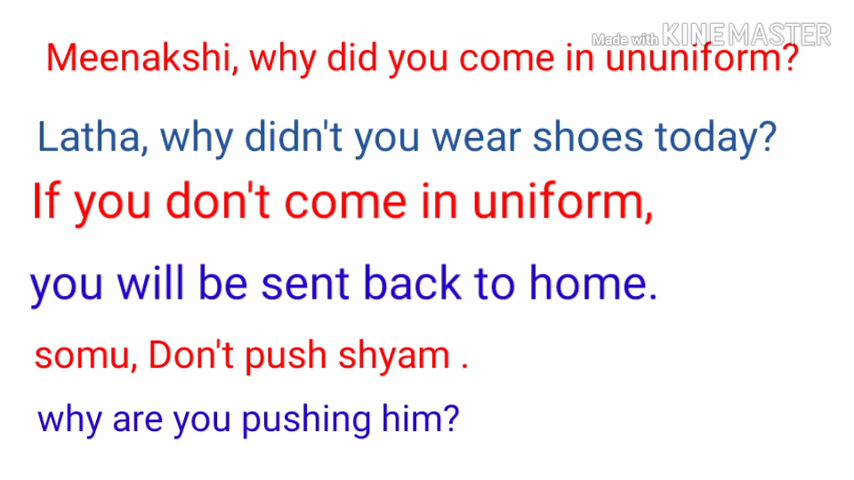 Made with KINEMASTER
Meenakshi, why did you come in ununiform?
Latha, why didn't you wear shoes today?
If you don't come in uniform,
you will be sent back to home.
somu, Don't push shyam .
why are you pushing him?